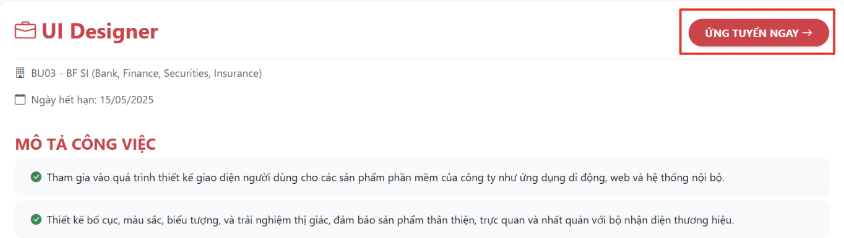 UI Designer
ỨNG TUYỂN NGAY →
BU03 - BF SI (Bank, Finance, Securities, Insurance)
Ngày hết hạn: 15/05/2025
MÔ TẢ CÔNG VIỆC
Tham gia vào quá trình thiết kế giao diện người dùng cho các sản phẩm phần mềm của công ty như ứng dụng di động, web và hệ thống nội bộ.
Thiết kế bố cục, màu sắc, biểu tượng, và trải nghiệm thị giác, đảm bảo sản phẩm thân thiện, trực quan và nhất quán với bộ nhận diện thương hiệu.